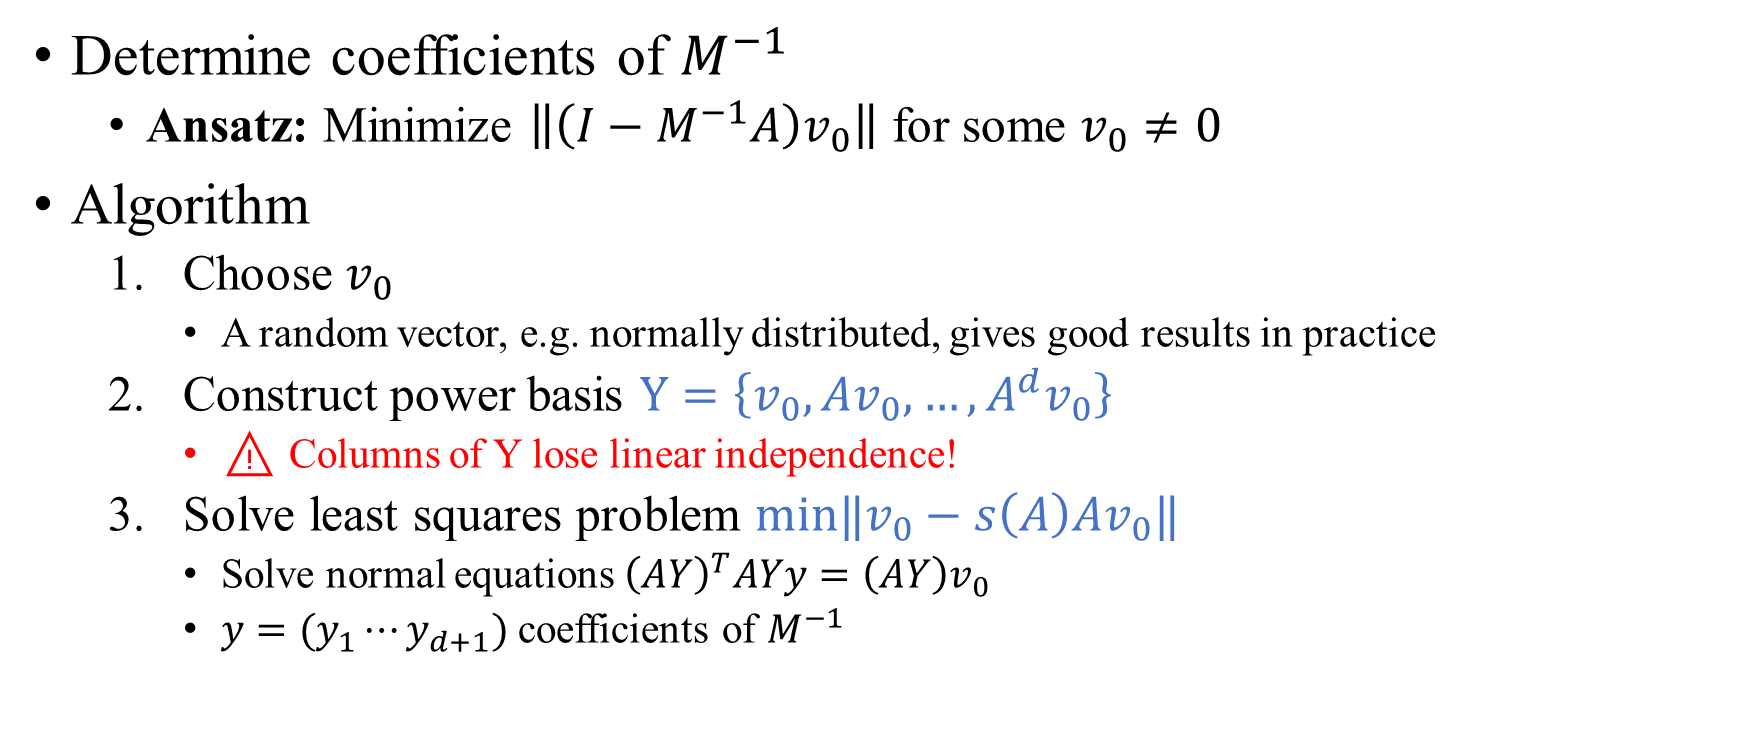 • Determine coefficients of M⁻¹
• Ansatz: Minimize ‖(I − M⁻¹A)v₀‖ for some v₀ ≠ 0
• Algorithm
1. Choose v₀
• A random vector, e.g. normally distributed, gives good results in practice
2. Construct power basis Y = {v₀, Av₀, … , Aᵈv₀}
• ⚠ Columns of Y lose linear independence!
3. Solve least squares problem min‖v₀ − s(A)Av₀‖
• Solve normal equations (AY)ᵀAYy = (AY)v₀
• y = (y₁ ⋯ y_{d+1}) coefficients of M⁻¹